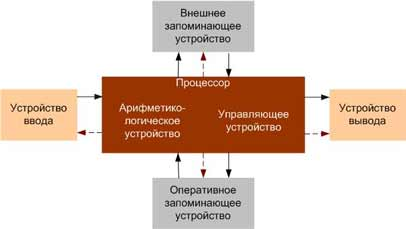 Внешнее
запоминающее
устройство
Процессор
Устройство
ввода
Арифметико-
логическое
устройство
Управляющее
устройство
Устройство
вывода
Оперативное
запоминающее
устройство